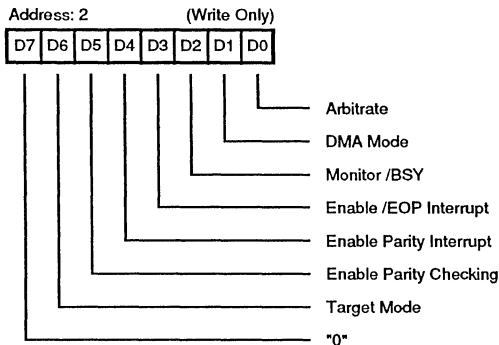 Address: 2 (Write Only)
D7 D6 D5 D4 D3 D2 D1 D0
Arbitrate
DMA Mode
Monitor /BSY
Enable /EOP Interrupt
Enable Parity Interrupt
Enable Parity Checking
Target Mode
"0"